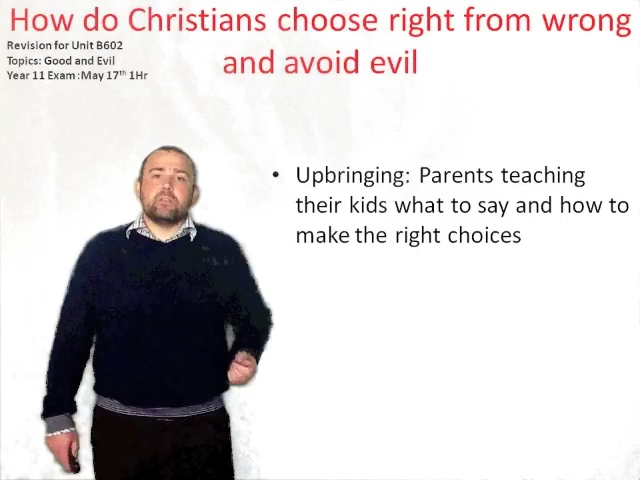 How do Christians choose right from wrong
and avoid evil
Revision for Unit B602
Topics: Good and Evil
Year 11 Exam :May 17th 1Hr
• Upbringing: Parents teaching
their kids what to say and how to
make the right choices